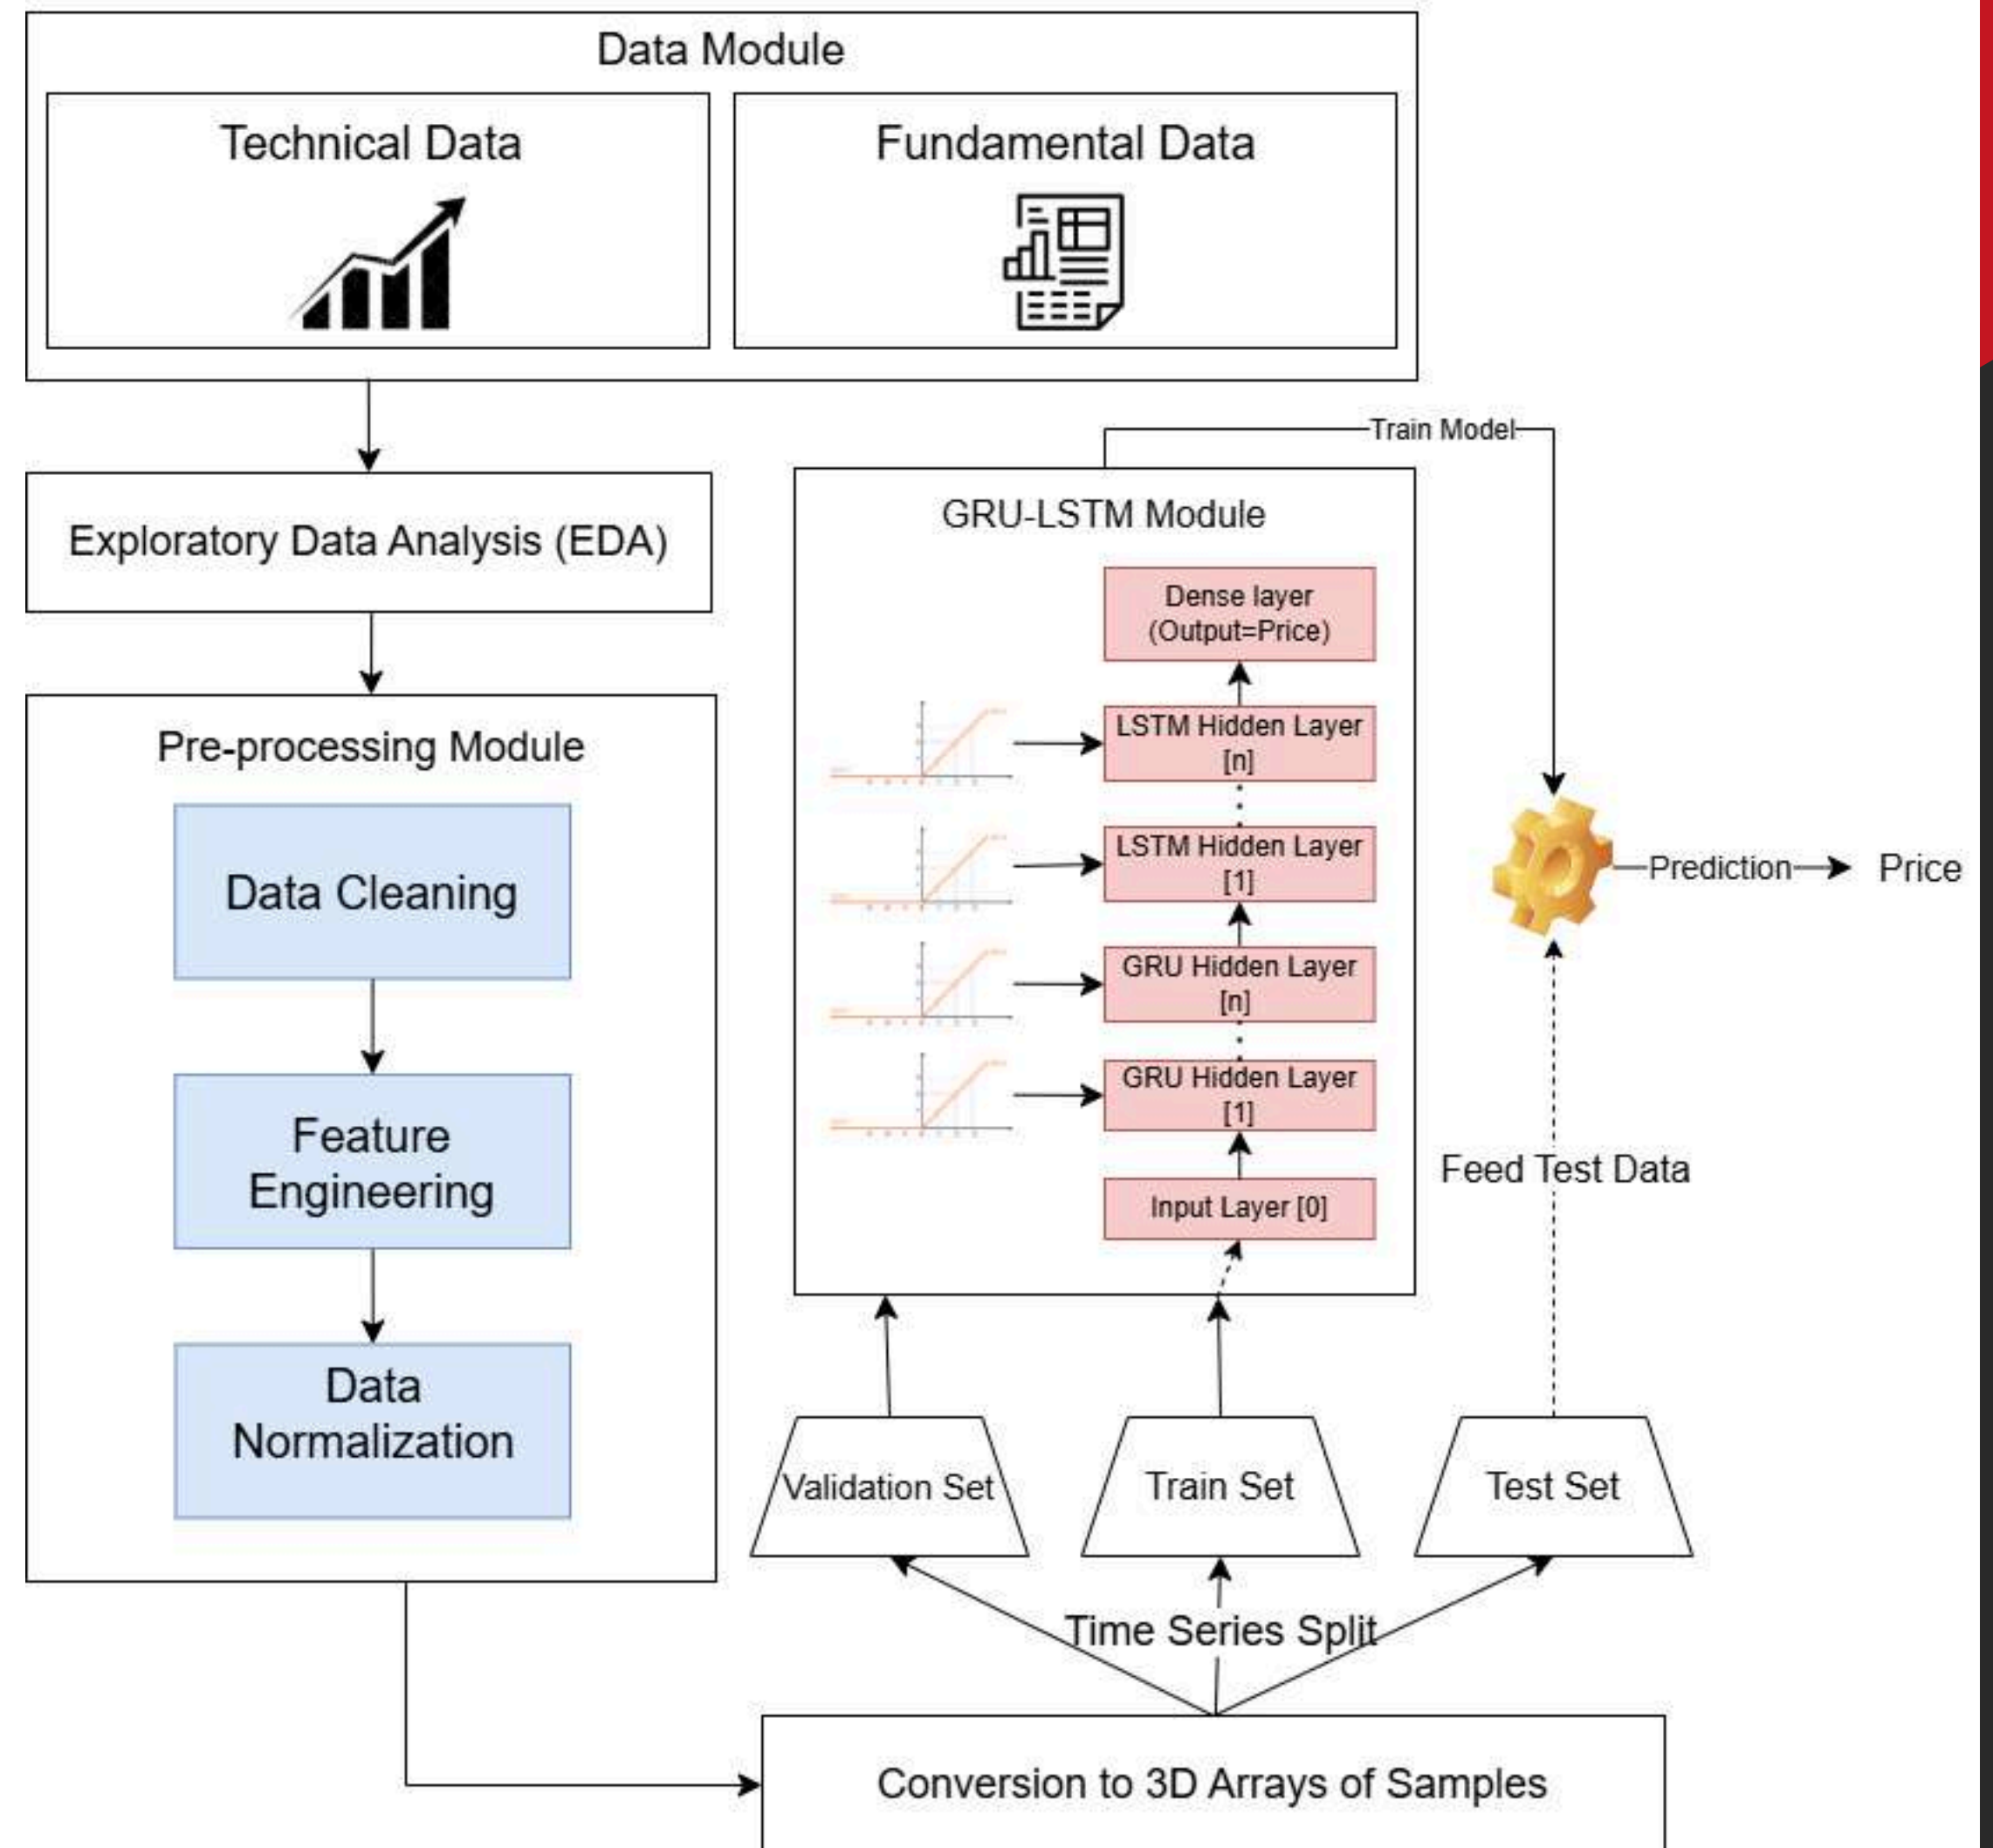 Data Module
Technical Data
Fundamental Data
Exploratory Data Analysis (EDA)
Pre-processing Module
Data Cleaning
Feature
Engineering
Data
Normalization
Train Model
GRU-LSTM Module
Dense layer
(Output=Price)
LSTM Hidden Layer
[n]
LSTM Hidden Layer
[1]
GRU Hidden Layer
[n]
GRU Hidden Layer
[1]
Input Layer [0]
Prediction
Price
Feed Test Data
Validation Set
Train Set
Test Set
Time Series Split
Conversion to 3D Arrays of Samples